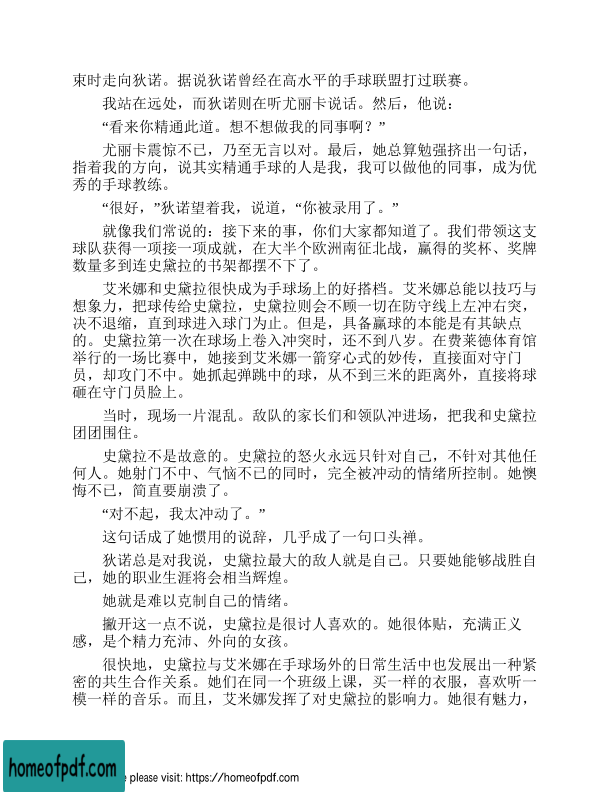 束时走向狄诺。据说狄诺曾经在高水平的手球联盟打过联赛。
我站在远处，而狄诺则在听尤丽卡说话。然后，他说：
“看来你精通此道。想不想做我的同事啊？”
尤丽卡震惊不已，乃至无言以对。最后，她总算勉强挤出一句话，
指着我的方向，说其实精通手球的人是我，我可以做他的同事，成为优
秀的手球教练。
“很好，”狄诺望着我，说道，“你被录用了。”
就像我们常说的：接下来的事，你们大家都知道了。我们带领这支
球队获得一项接一项成就，在大半个欧洲南征北战，赢得的奖杯、奖牌
数量多到连史黛拉的书架都摆不下了。
艾米娜和史黛拉很快成为手球场上的好搭档。艾米娜总能以技巧与
想象力，把球传给史黛拉，史黛拉则会不顾一切在防守线上左冲右突，
决不退缩，直到球进入球门为止。但是，具备赢球的本能是有其缺点
的。史黛拉第一次在球场上卷入冲突时，还不到八岁。在费莱德体育馆
举行的一场比赛中，她接到艾米娜一箭穿心式的妙传，直接面对守门
员，却攻门不中。她抓起弹跳中的球，从不到三米的距离外，直接将球
砸在守门员脸上。
当时，现场一片混乱。敌队的家长们和领队冲进场，把我和史黛拉
团团围住。
史黛拉不是故意的。史黛拉的怒火永远只针对自己，不针对其他任
何人。她射门不中、气恼不已的同时，完全被冲动的情绪所控制。她懊
悔不已，简直要崩溃了。
“对不起，我太冲动了。”
这句话成了她惯用的说辞，几乎成了一句口头禅。
狄诺总是对我说，史黛拉最大的敌人就是自己。只要她能够战胜自
己，她的职业生涯将会相当辉煌。
她就是难以克制自己的情绪。
撇开这一点不说，史黛拉是很讨人喜欢的。她很体贴，充满正义
感，是个精力充沛、外向的女孩。
很快地，史黛拉与艾米娜在手球场外的日常生活中也发展出一种紧
密的共生合作关系。她们在同一个班级上课，买一样的衣服，喜欢听一
模一样的音乐。而且，艾米娜发挥了对史黛拉的影响力。她很有魅力，
homeofpdf.com
e please visit: https://homeofpdf.com